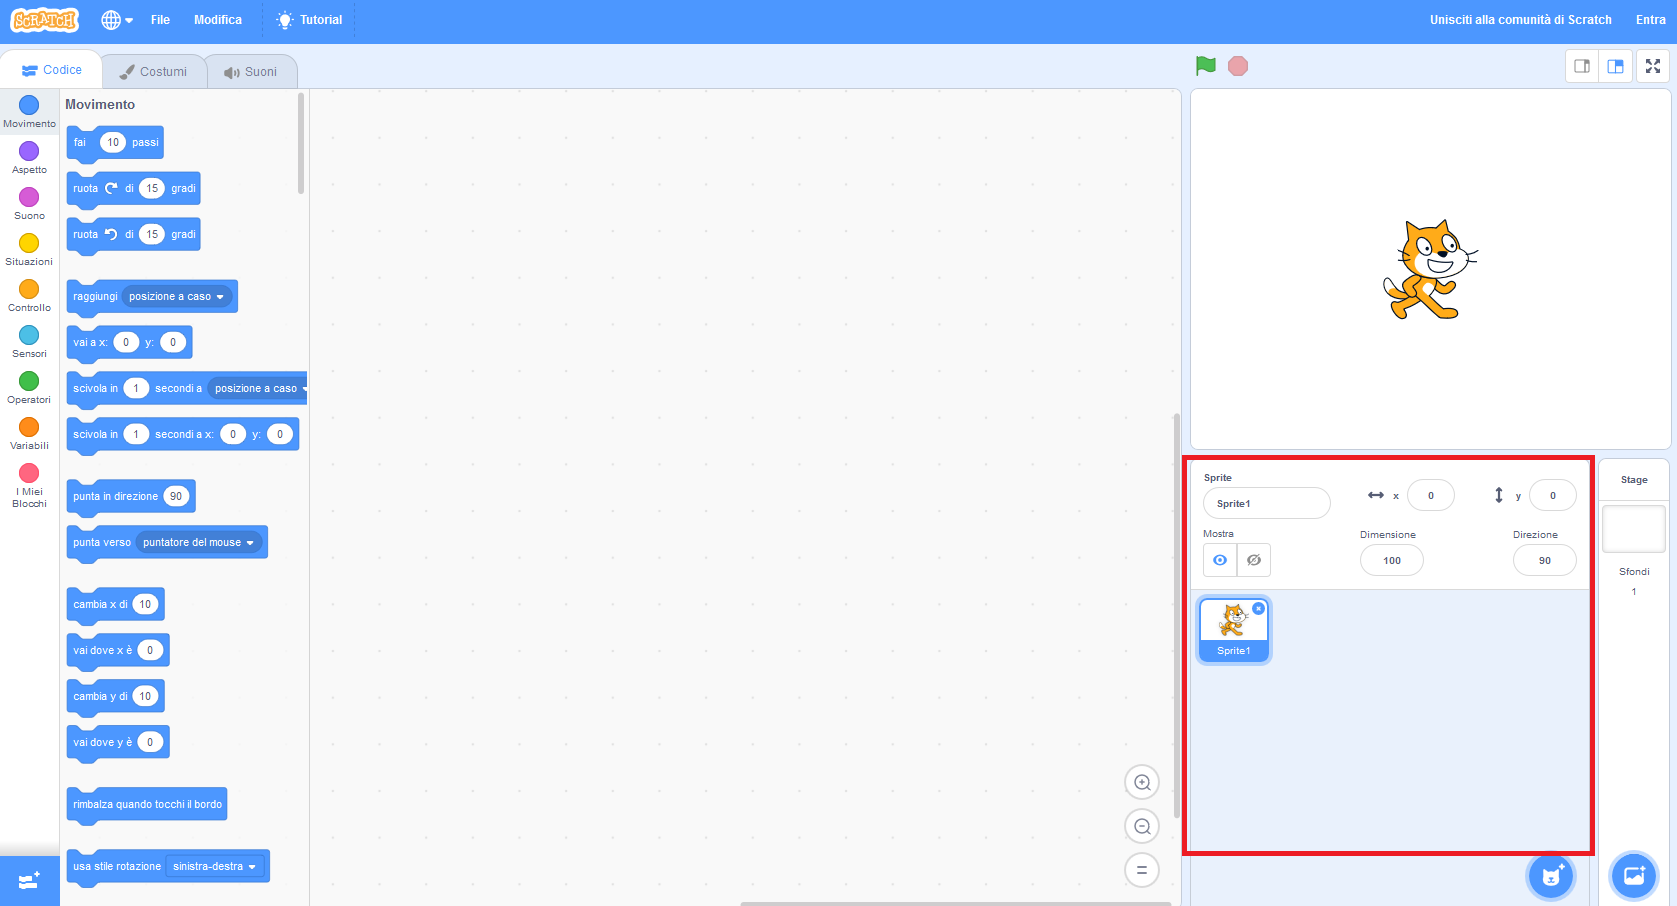 SCRATCH File Modifica Tutorial Unisciti alla comunità di Scratch Entra
Codice Costumi Suoni
Movimento
Aspetto
Suono
Situazioni
Controllo
Sensori
Operatori
Variabili
I Miei
Blocchi
Movimento
fai 10 passi
ruota di 15 gradi
ruota di 15 gradi
raggiungi posizione a caso
vai a x: 0 y: 0
scivola in 1 secondi a posizione a caso
scivola in 1 secondi a x: 0 y: 0
punta in direzione 90
punta verso puntatore del mouse
cambia x di 10
vai dove x è 0
cambia y di 10
vai dove y è 0
rimbalza quando tocchi il bordo
usa stile rotazione sinistra-destra
Sprite
Sprite1 x 0 y 0
Mostra Dimensione Direzione
100 90
Sprite1
Stage
Sfondi
1